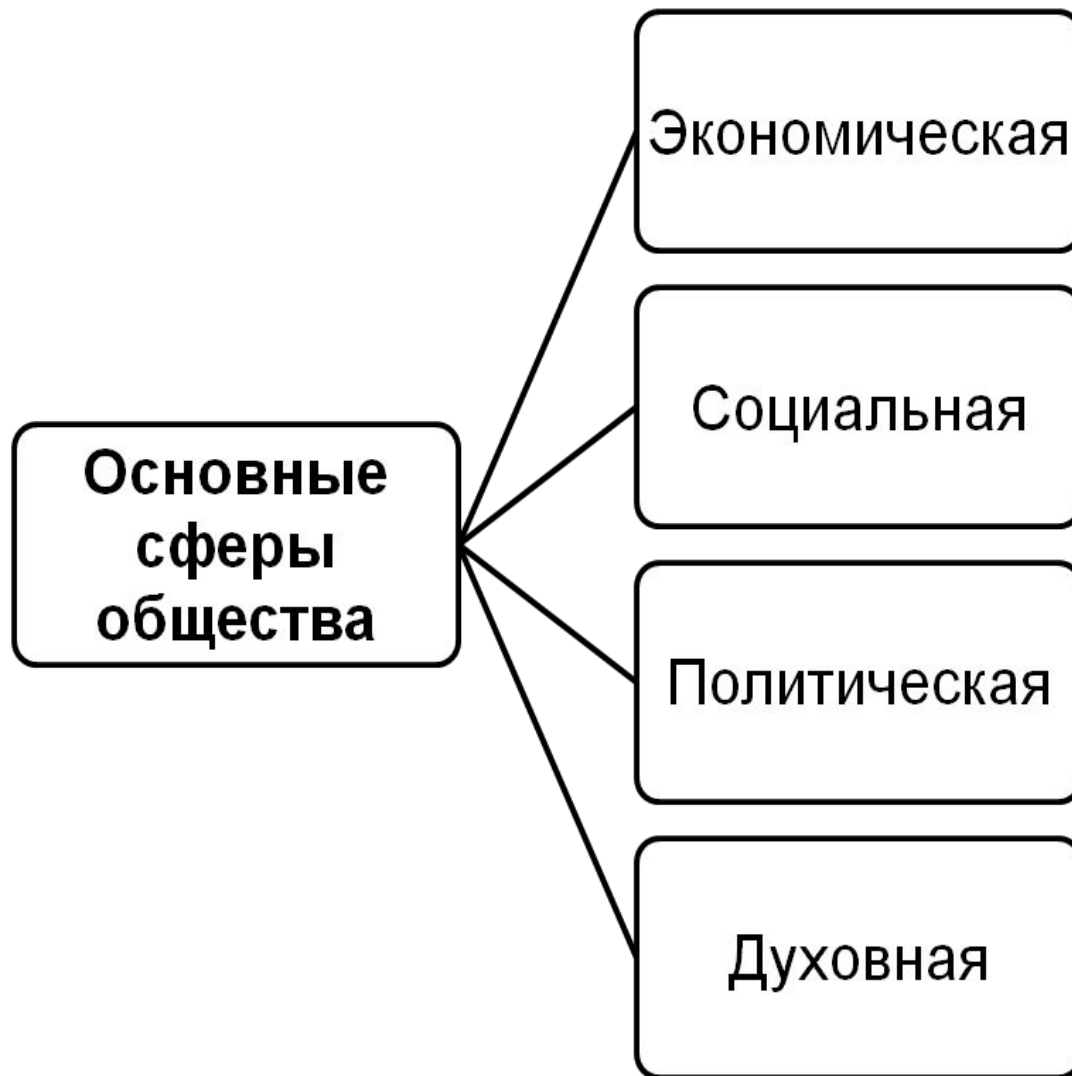 Основные
сферы
общества
Экономическая
Социальная
Политическая
Духовная